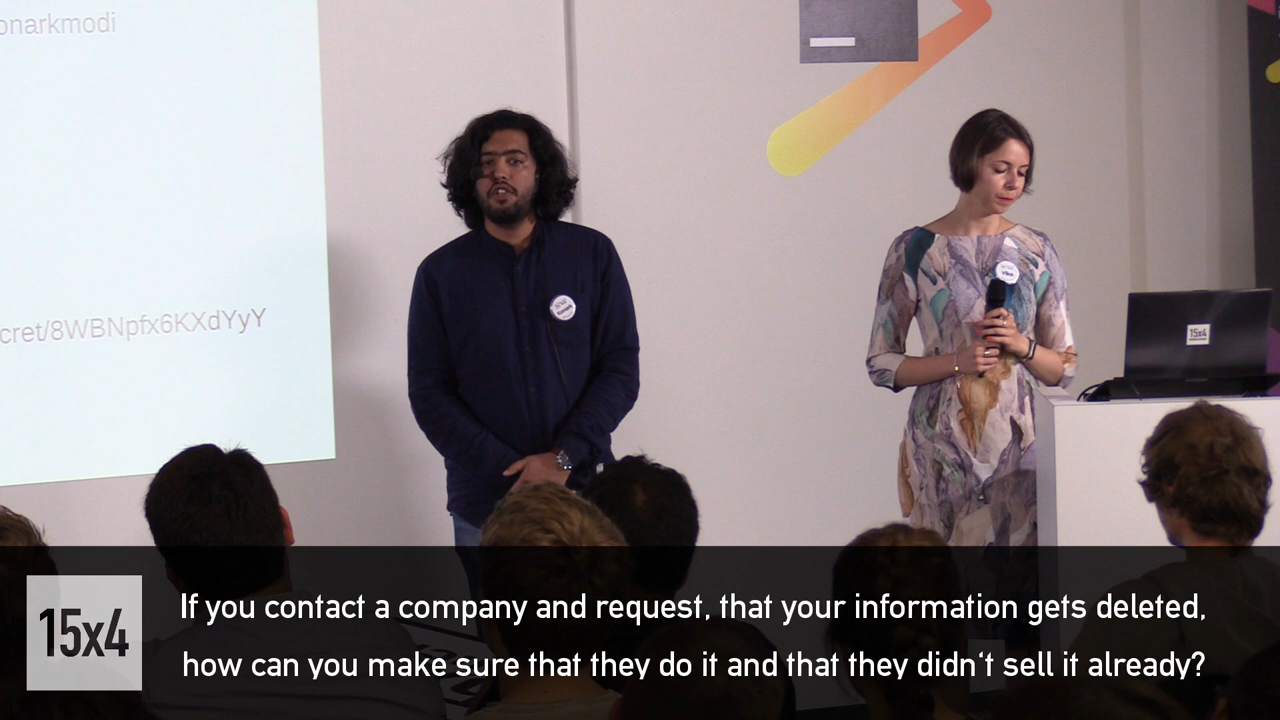 onarkmodi
cret/8WBNpfx6KXdYyY
15x4
15x4
If you contact a company and request, that your information gets deleted,
how can you make sure that they do it and that they didn't sell it already?